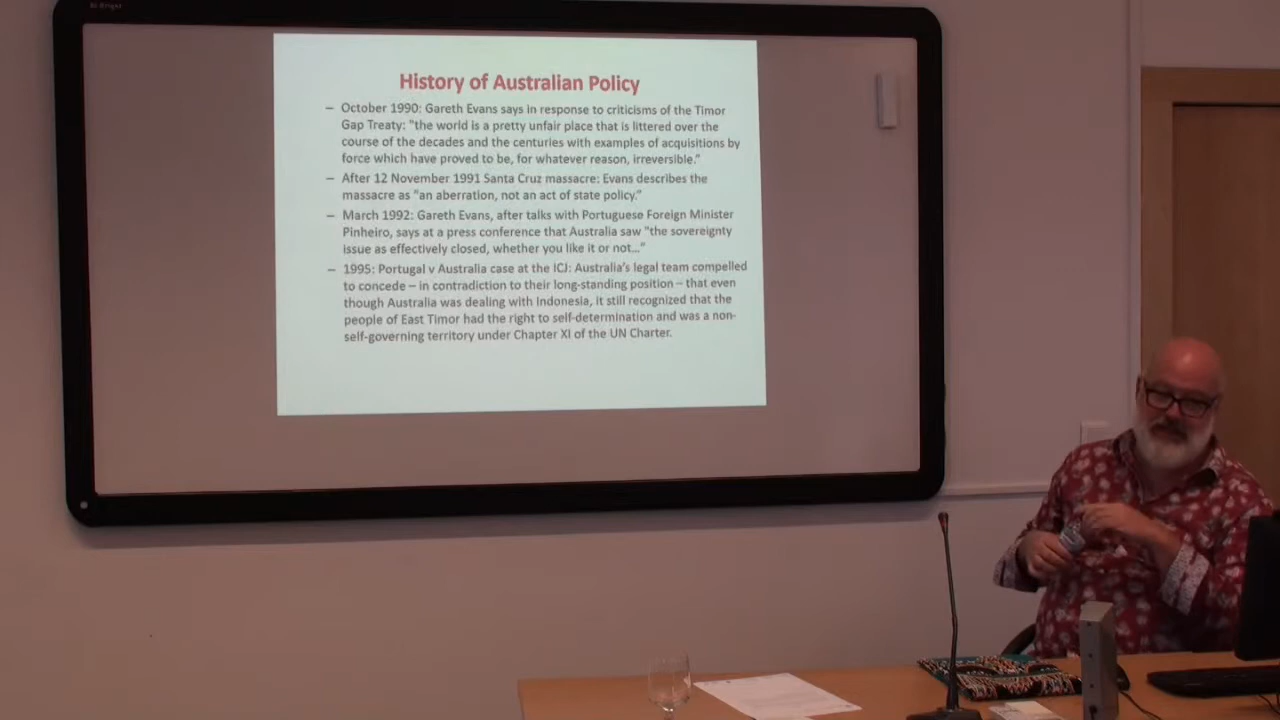 History of Australian Policy
– October 1990: Gareth Evans says in response to criticisms of the Timor
Gap Treaty: "the world is a pretty unfair place that is littered over the
course of the decades and the centuries with examples of acquisitions by
force which have proved to be, for whatever reason, irreversible."
– After 12 November 1991 Santa Cruz massacre: Evans describes the
massacre as "an aberration, not an act of state policy."
– March 1992: Gareth Evans, after talks with Portuguese Foreign Minister
Pinheiro, says at a press conference that Australia saw "the sovereignty
issue as effectively closed, whether you like it or not…"
– 1995: Portugal v Australia case at the ICJ: Australia's legal team compelled
to concede – in contradiction to their long-standing position – that even
though Australia was dealing with Indonesia, it still recognized that the
people of East Timor had the right to self-determination and was a non-
self-governing territory under Chapter XI of the UN Charter.